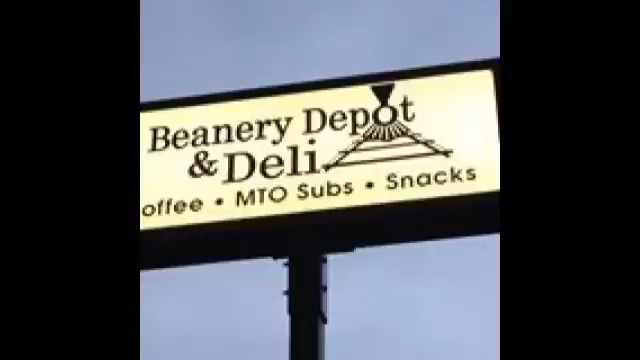 Beanery Depot
& Deli
offee • MTO Subs • Snacks